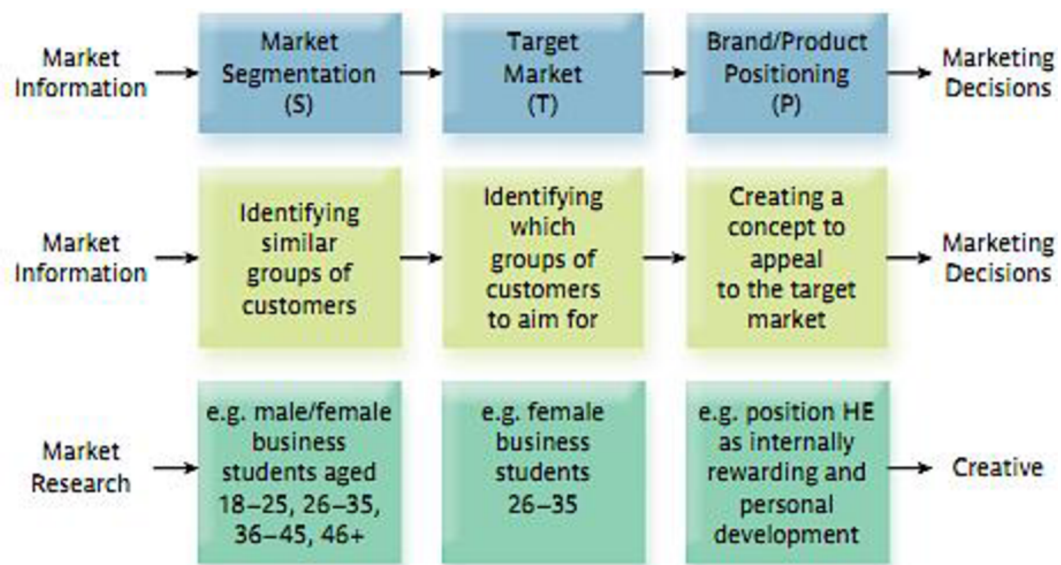 Market
Information
Market
Segmentation
(S)
Target
Market
(T)
Brand/Product
Positioning
(P)
Marketing
Decisions
Market
Information
Identifying
similar
groups of
customers
Identifying
which
groups of
customers
to aim for
Creating a
concept to
appeal
to the target
market
Marketing
Decisions
Market
Research
e.g. male/female
business
students aged
18–25, 26–35,
36–45, 46+
e.g. female
business
students
26–35
e.g. position HE
as internally
rewarding and
personal
development
Creative